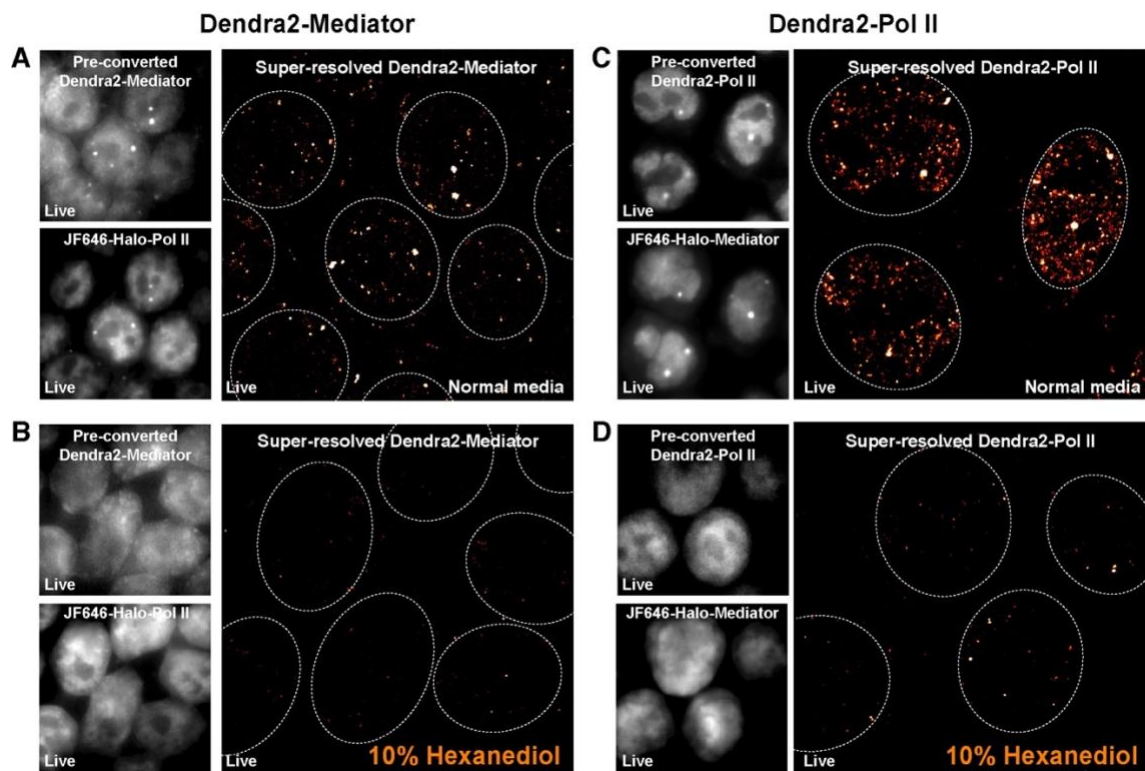 Dendra2-Mediator
Dendra2-Pol II
A
Pre-converted
Dendra2-Mediator
Live
JF646-Halo-Pol II
Live
Super-resolved Dendra2-Mediator
Live
Normal media
C
Pre-converted
Dendra2-Pol II
Live
JF646-Halo-Mediator
Live
Super-resolved Dendra2-Pol II
Live
Normal media
B
Pre-converted
Dendra2-Mediator
Live
JF646-Halo-Pol II
Live
Super-resolved Dendra2-Mediator
Live
10% Hexanediol
D
Pre-converted
Dendra2-Pol II
Live
JF646-Halo-Mediator
Live
Super-resolved Dendra2-Pol II
Live
10% Hexanediol